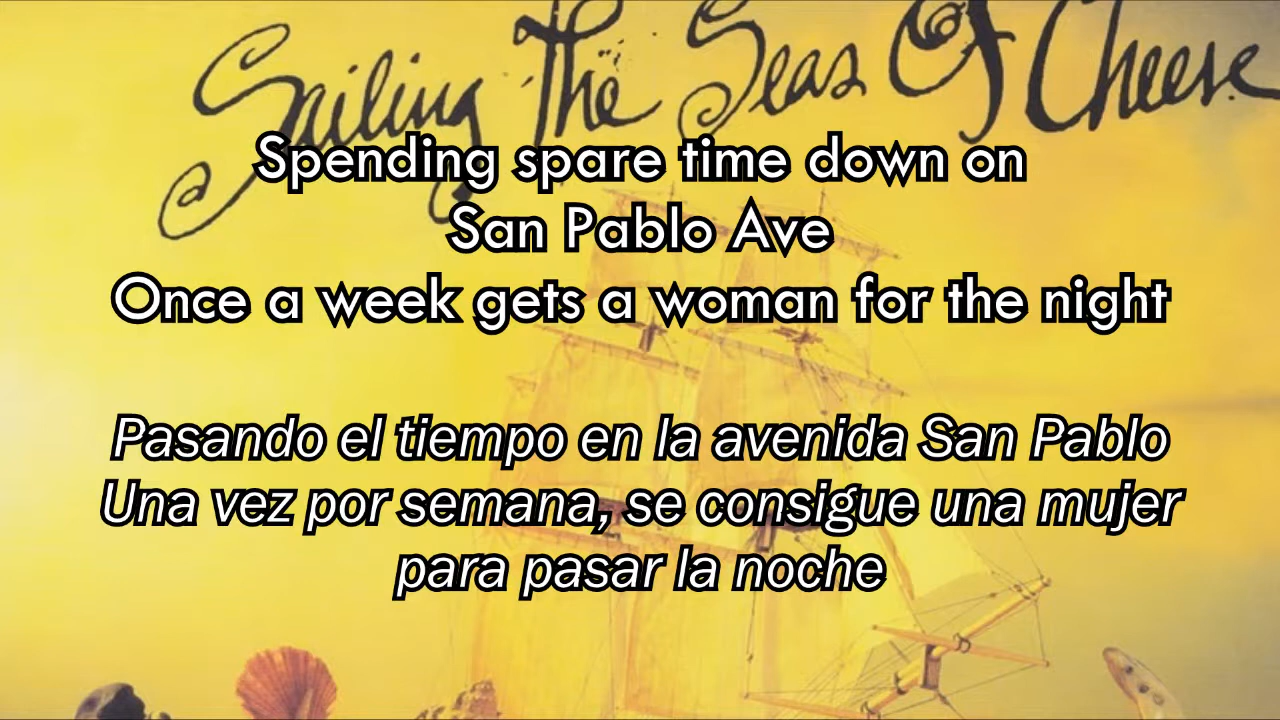 Sailing The Seas Of Cheese
Spending spare time down on
San Pablo Ave
Once a week gets a woman for the night
Pasando el tiempo en la avenida San Pablo
Una vez por semana, se consigue una mujer
para pasar la noche